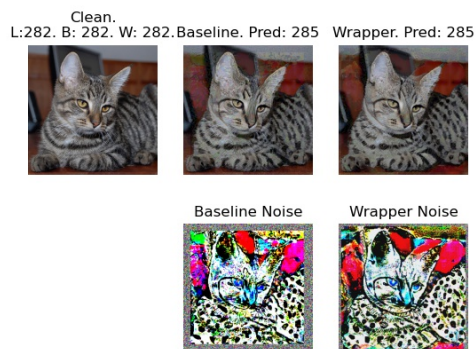 Clean.
L:282. B: 282. W: 282.
Baseline. Pred: 285
Wrapper. Pred: 285
Baseline Noise
Wrapper Noise